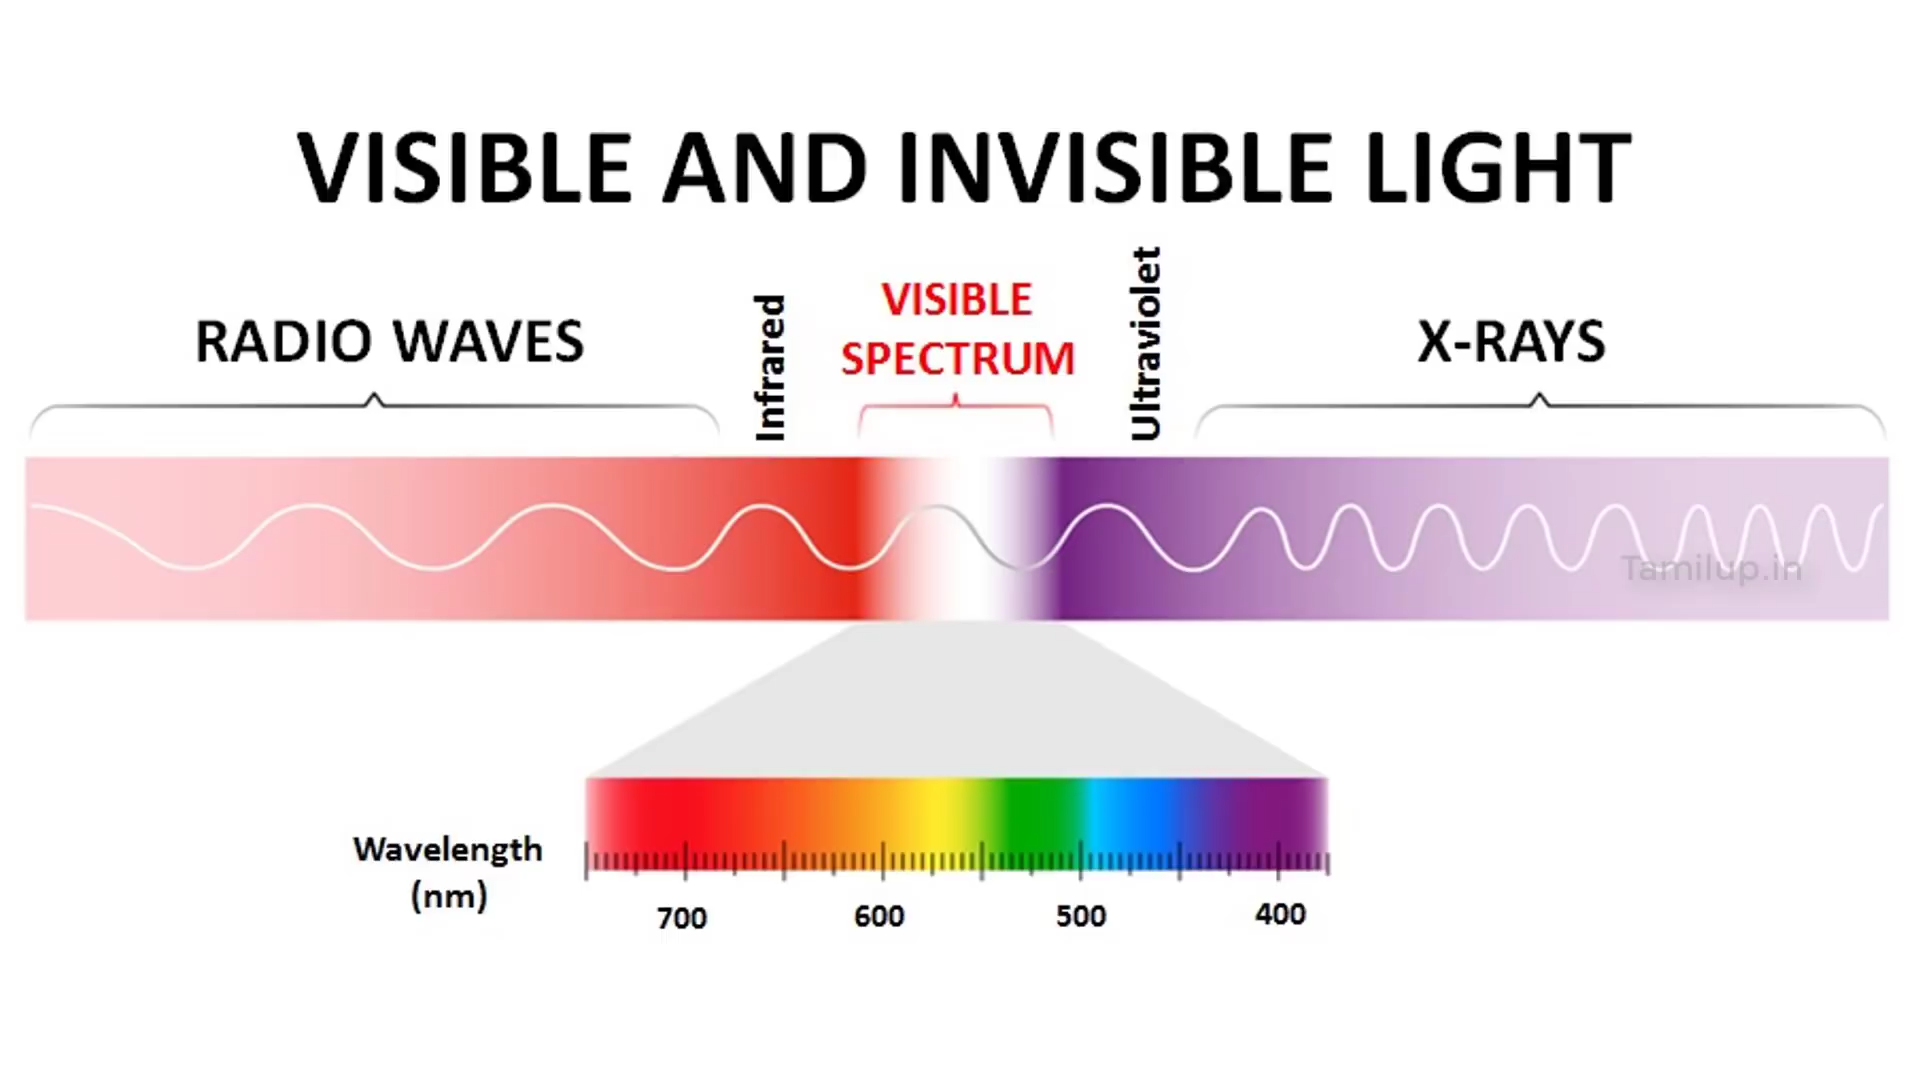 VISIBLE AND INVISIBLE LIGHT
RADIO WAVES
Infrared
VISIBLE
SPECTRUM
Ultraviolet
X-RAYS
Tamilup.in
Wavelength
(nm)
700 600 500 400